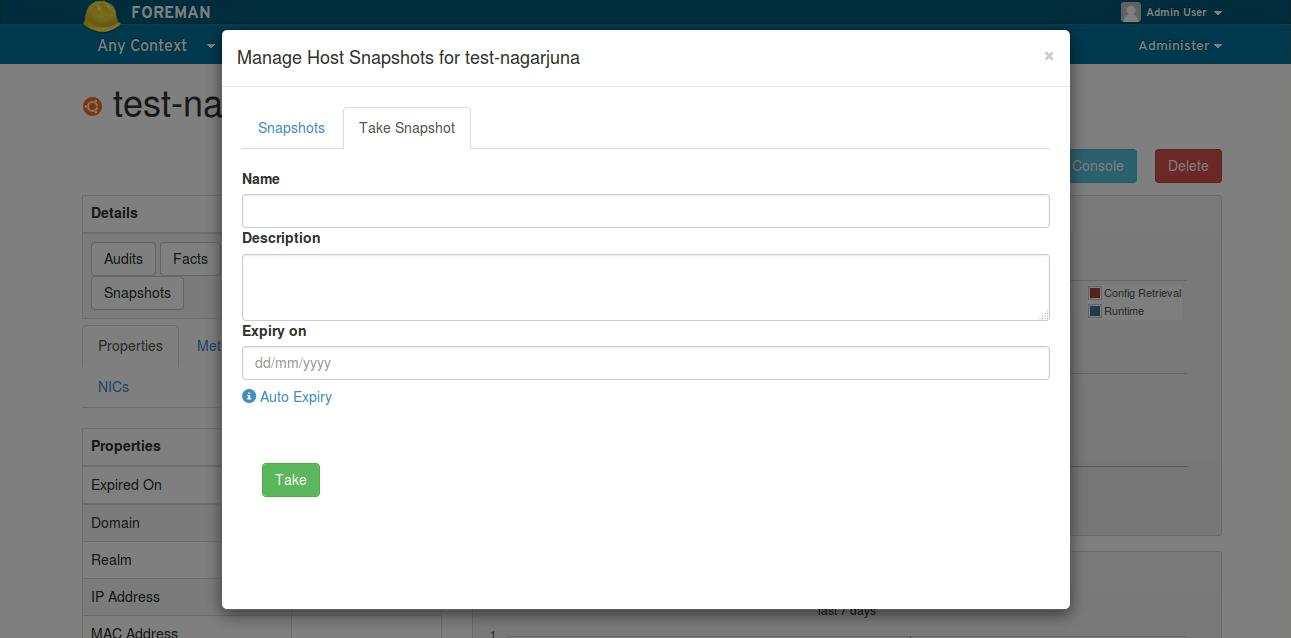 FOREMAN
Admin User
Any Context
Administer
Manage Host Snapshots for test-nagarjuna
×
test-na
Snapshots
Take Snapshot
Console
Delete
Name
Details
Description
Audits
Facts
Snapshots
Config Retrieval
Runtime
Expiry on
Properties
Met
dd/mm/yyyy
NICs
Auto Expiry
Properties
Take
Expired On
Domain
Realm
IP Address
last 7 days
MAC Address
1